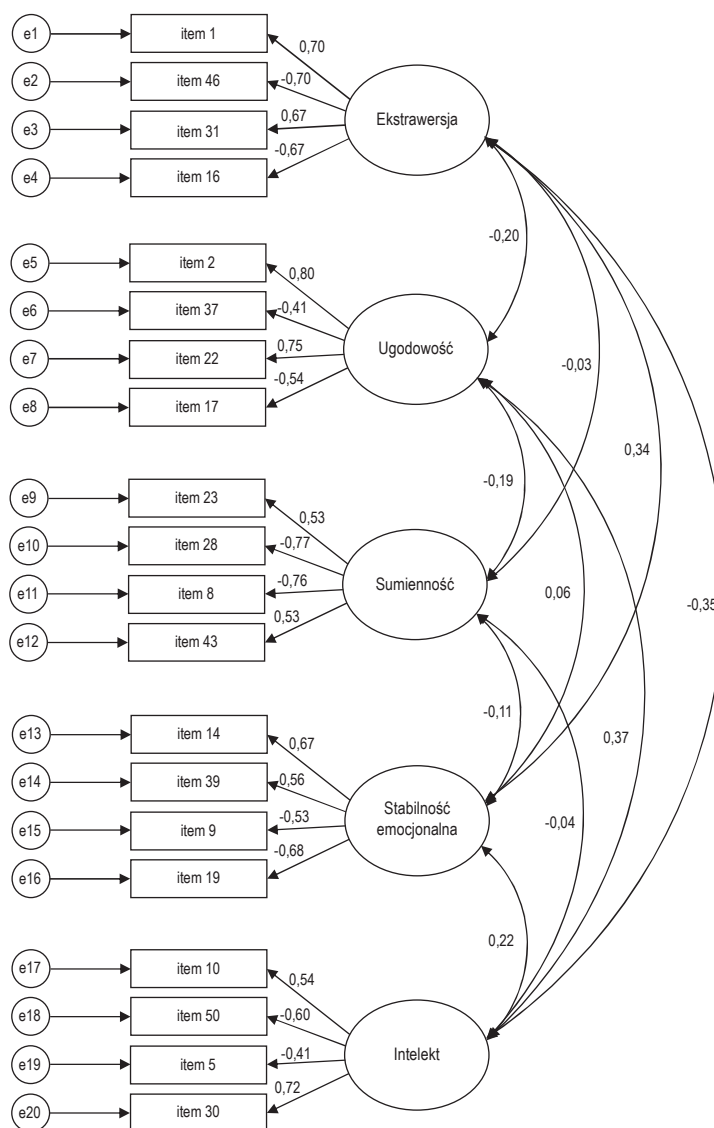 e1
item 1
0,70
e2
item 46
-0,70
Ekstrawersja
e3
item 31
0,67
e4
item 16
-0,67
-0,20
e5
item 2
0,80
e6
item 37
-0,41
Ugodowość
e7
item 22
0,75
e8
item 17
-0,54
-0,03
0,34
-0,19
e9
item 23
0,53
e10
item 28
-0,77
Sumienność
e11
item 8
-0,76
e12
item 43
0,53
0,06
-0,35
-0,11
e13
item 14
0,67
0,37
e14
item 39
0,56
Stabilność
emocjonalna
e15
item 9
-0,53
e16
item 19
-0,68
-0,04
0,22
e17
item 10
0,54
e18
item 50
-0,60
Intelekt
e19
item 5
-0,41
e20
item 30
0,72